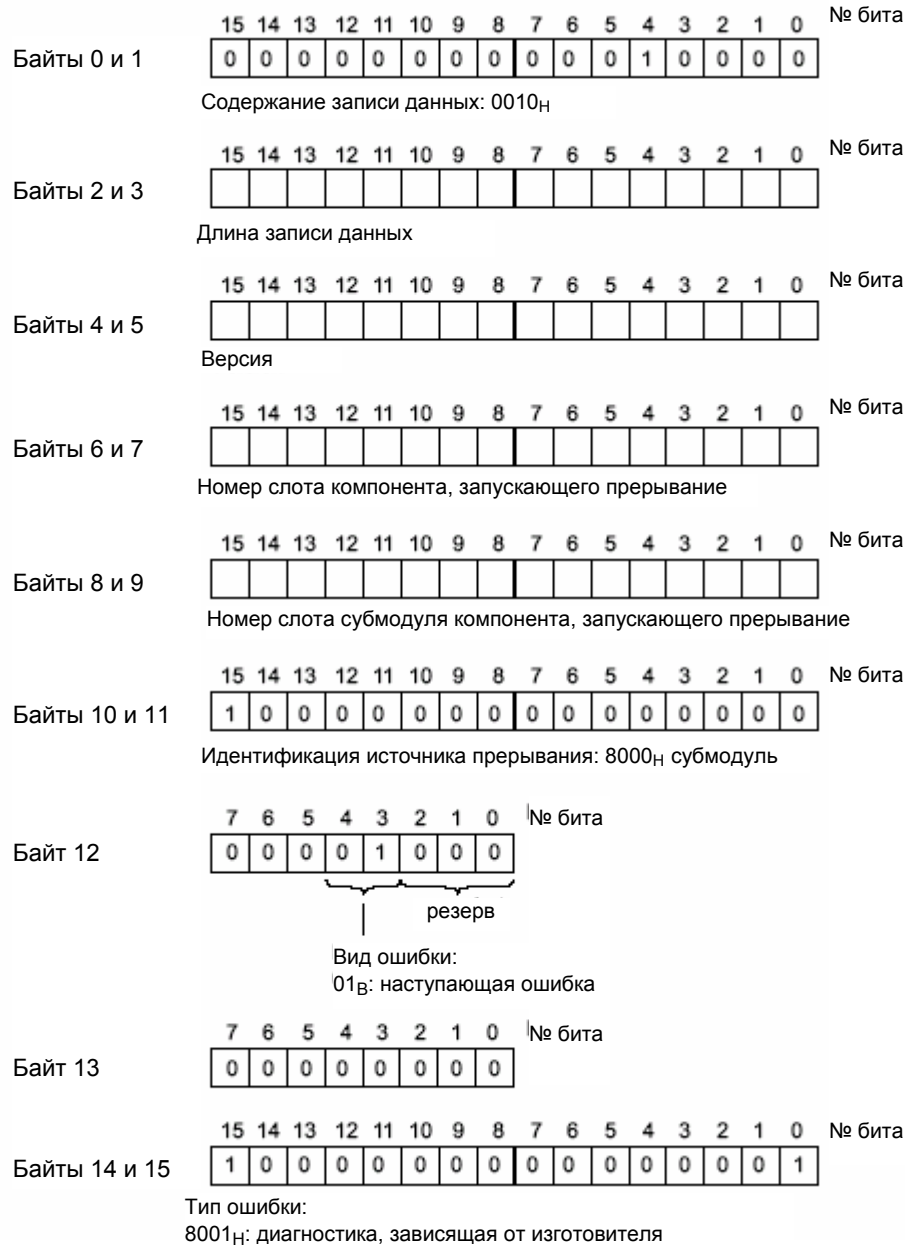 15 14 13 12 11 10 9 8 7 6 5 4 3 2 1 0 № бита
Байты 0 и 1 0 0 0 0 0 0 0 0 0 0 0 1 0 0 0 0
Содержание записи данных: 0010H
15 14 13 12 11 10 9 8 7 6 5 4 3 2 1 0 № бита
Байты 2 и 3
Длина записи данных
15 14 13 12 11 10 9 8 7 6 5 4 3 2 1 0 № бита
Байты 4 и 5
Версия
15 14 13 12 11 10 9 8 7 6 5 4 3 2 1 0 № бита
Байты 6 и 7
Номер слота компонента, запускающего прерывание
15 14 13 12 11 10 9 8 7 6 5 4 3 2 1 0 № бита
Байты 8 и 9
Номер слота субмодуля компонента, запускающего прерывание
15 14 13 12 11 10 9 8 7 6 5 4 3 2 1 0 № бита
Байты 10 и 11 1 0 0 0 0 0 0 0 0 0 0 0 0 0 0 0
Идентификация источника прерывания: 8000H субмодуль
7 6 5 4 3 2 1 0 № бита
Байт 12 0 0 0 0 1 0 0 0
резерв
Вид ошибки:
01B: наступающая ошибка
7 6 5 4 3 2 1 0 № бита
Байт 13 0 0 0 0 0 0 0 0
15 14 13 12 11 10 9 8 7 6 5 4 3 2 1 0 № бита
Байты 14 и 15 1 0 0 0 0 0 0 0 0 0 0 0 0 0 0 1
Тип ошибки:
8001H: диагностика, зависящая от изготовителя